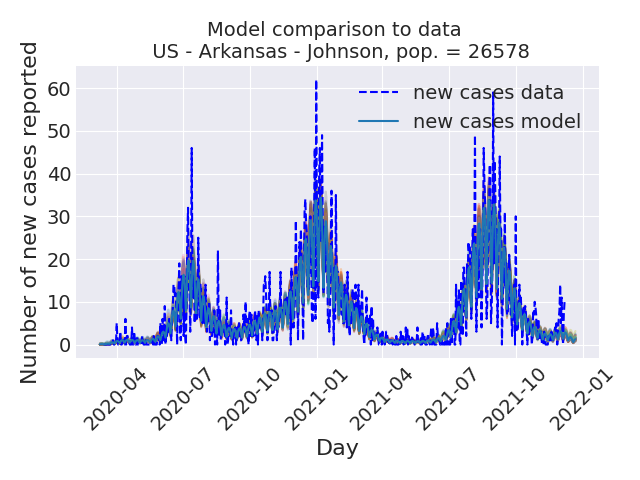 Model comparison to data
US - Arkansas - Johnson, pop. = 26578
Number of new cases reported
60
50
40
30
20
10
0
new cases data
new cases model
2020-04
2020-07
2020-10
2021-01
2021-04
2021-07
2021-10
2022-01
Day